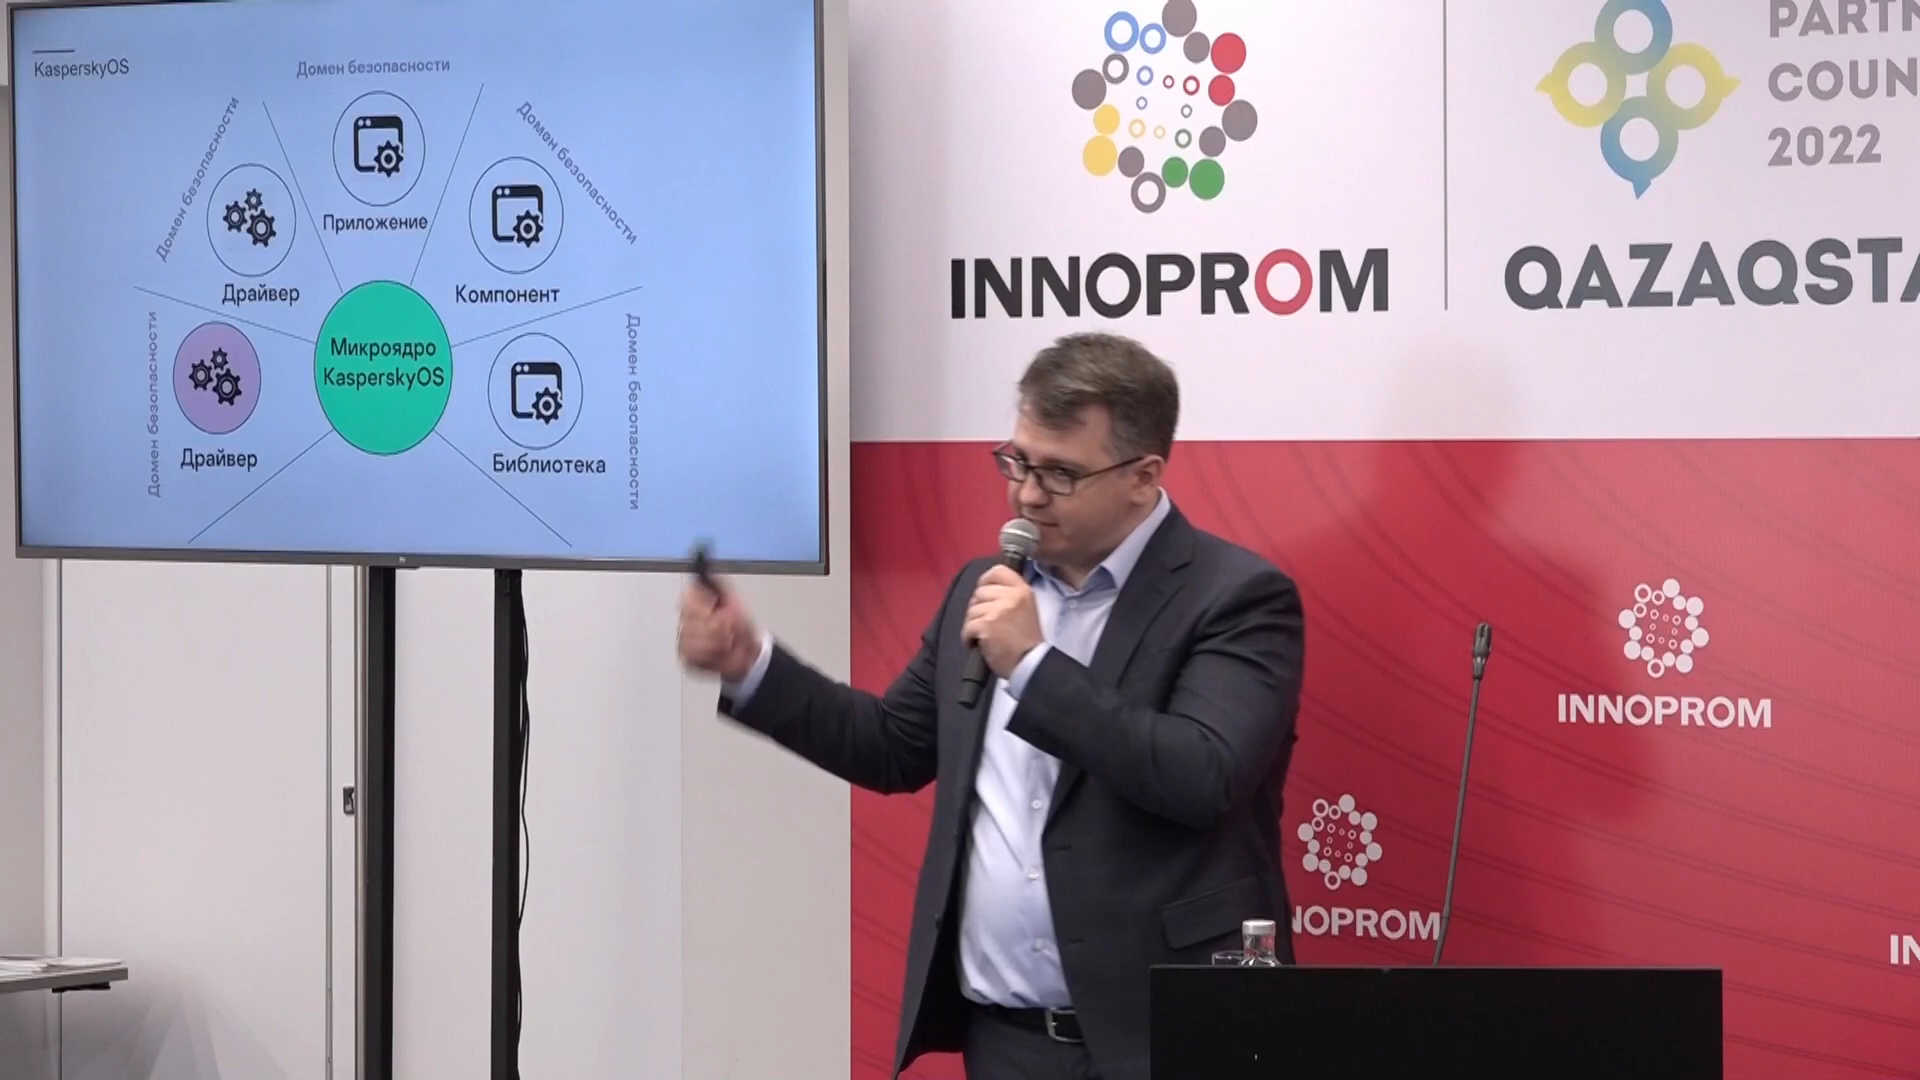 KasperskyOS
Домен безопасности
Домен безопасности
Домен безопасности
Приложение
Драйвер
Компонент
Домен безопасности
Микроядро
KasperskyOS
Домен безопасности
Драйвер
Библиотека
INNOPROM
PARTN
COUN
2022
QAZAQSTA
INNOPROM
NOPROM
IN